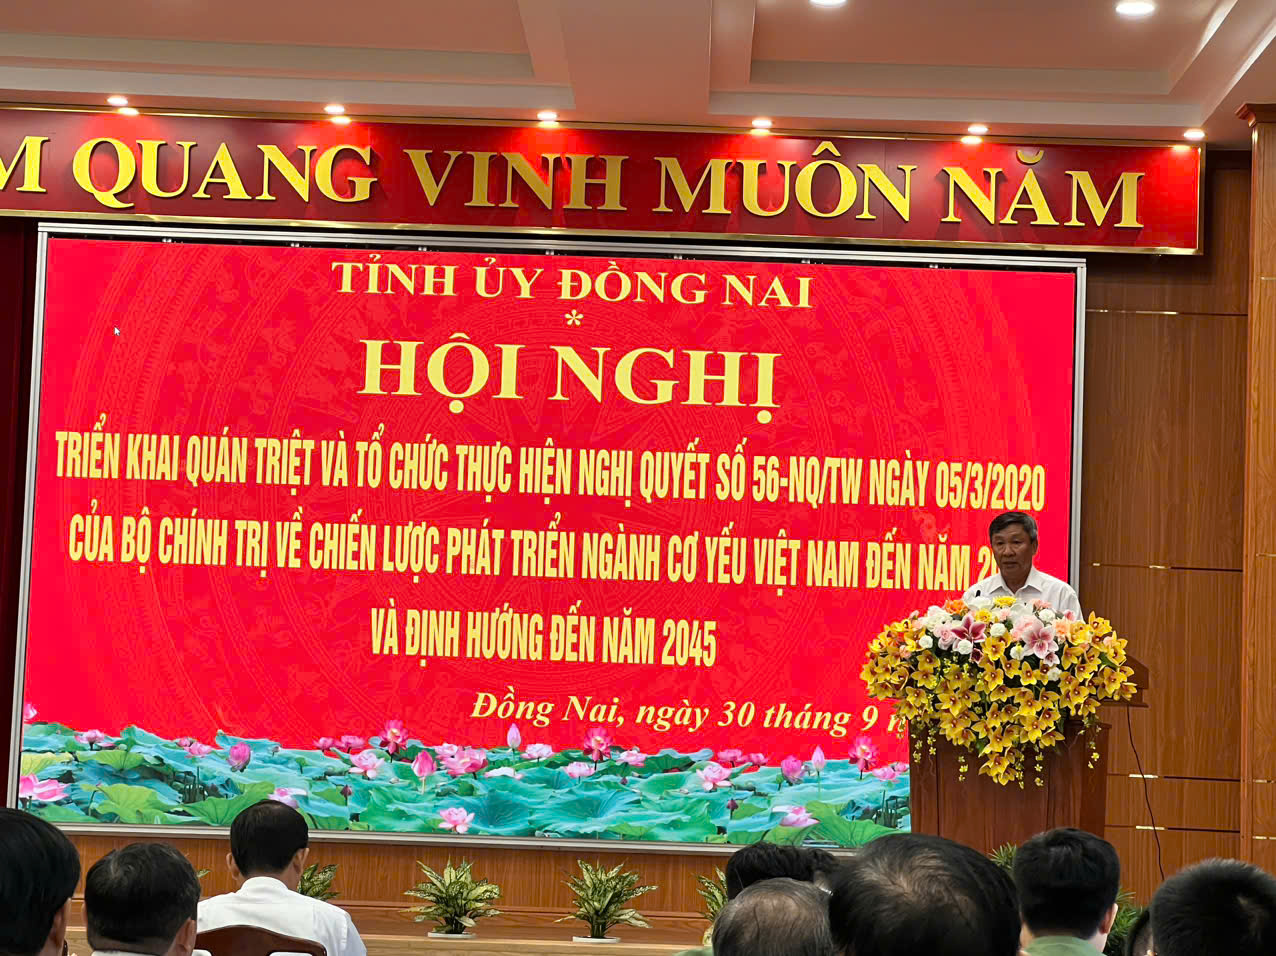 QUANG VINH MUÔN NĂM
TỈNH ỦY ĐỒNG NAI
*
HỘI NGHỊ
TRIỂN KHAI QUÁN TRIỆT VÀ TỔ CHỨC THỰC HIỆN NGHỊ QUYẾT SỐ 56-NQ/TW NGÀY 05/3/2020
CỦA BỘ CHÍNH TRỊ VỀ CHIẾN LƯỢC PHÁT TRIỂN NGÀNH CƠ YẾU VIỆT NAM ĐẾN NĂM
VÀ ĐỊNH HƯỚNG ĐẾN NĂM 2045
Đồng Nai, ngày 30 tháng 9